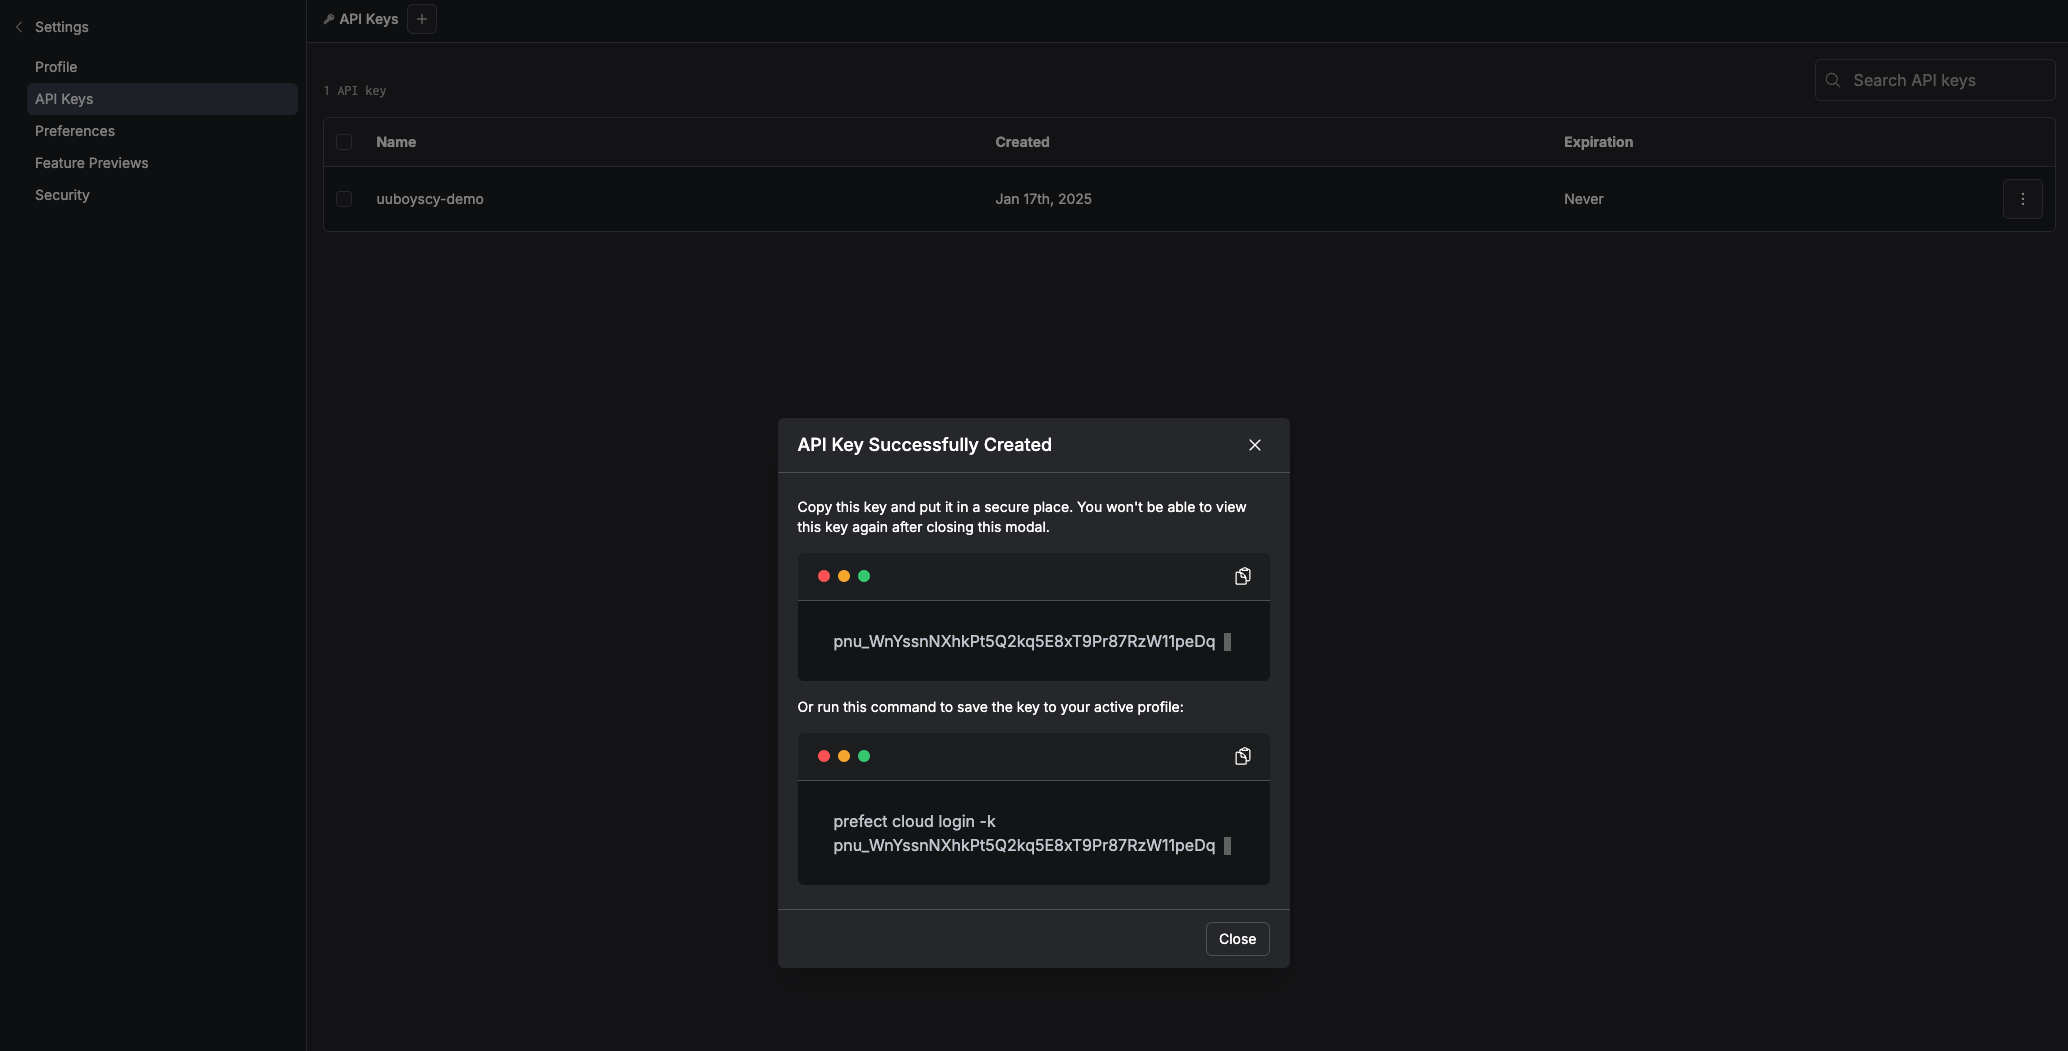 Settings
Profile
API Keys
Preferences
Feature Previews
Security
API Keys
1 API key
Search API keys
Name Created Expiration
uuboyscy-demo Jan 17th, 2025 Never
API Key Successfully Created
Copy this key and put it in a secure place. You won't be able to view
this key again after closing this modal.
pnu_WnYssnNXhkPt5Q2kq5E8xT9Pr87RzW11peDq
Or run this command to save the key to your active profile:
prefect cloud login -k
pnu_WnYssnNXhkPt5Q2kq5E8xT9Pr87RzW11peDq
Close